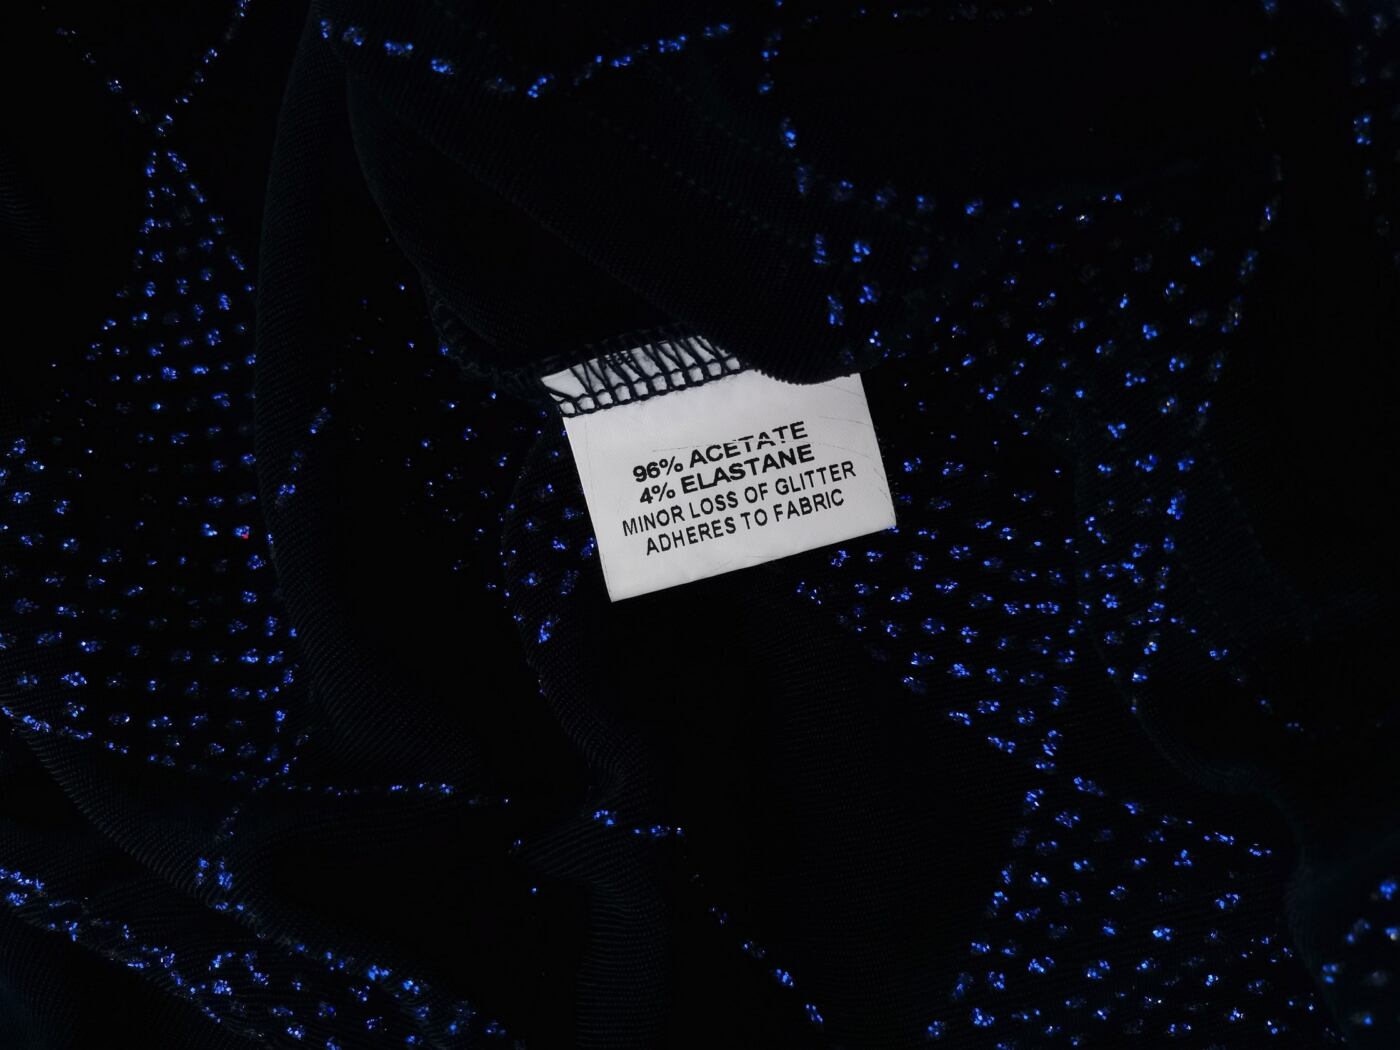 96% ACETATE
4% ELASTANE
MINOR LOSS OF GLITTER
ADHERES TO FABRIC